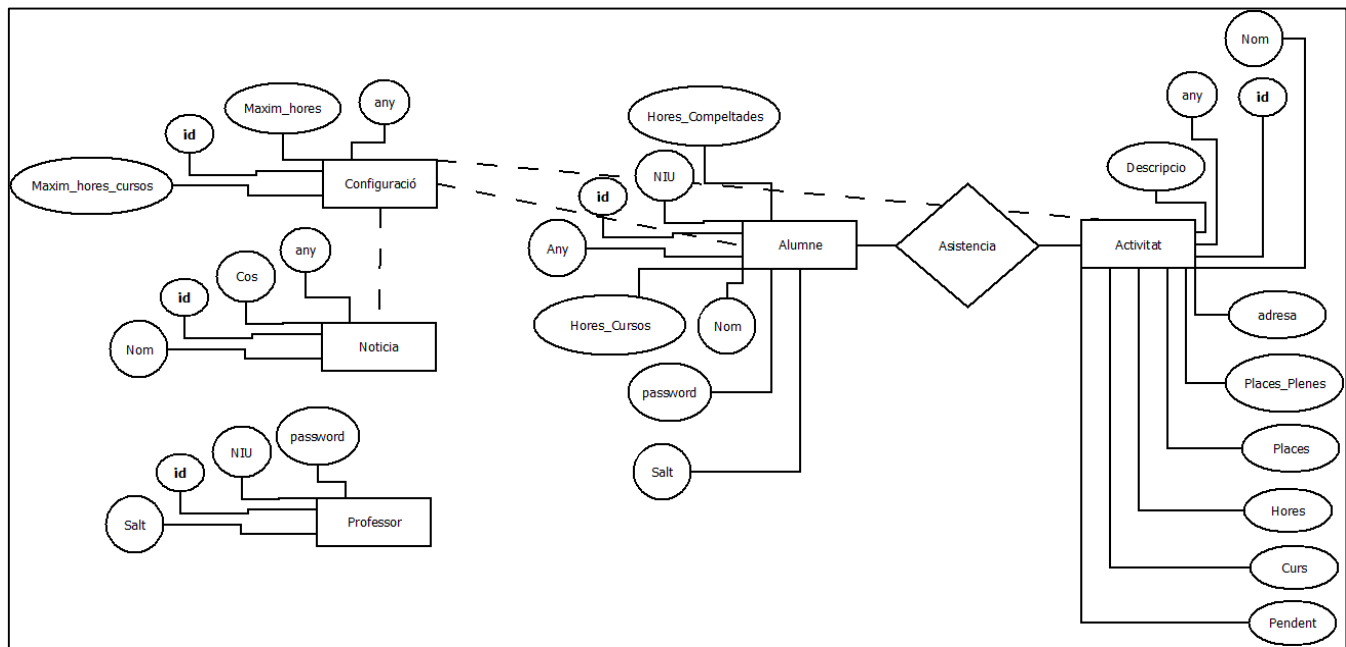 Nom
any
id
Descripcio
Maxim_hores
any
id
Maxim_hores_cursos
Configuració
Hores_Compeltades
NIU
id
Any
Alumne
Asistencia
Activitat
Hores_Cursos
Nom
password
Salt
any
Cos
id
Nom
Noticia
password
NIU
id
Salt
Professor
adresa
Places_Plenes
Places
Hores
Curs
Pendent